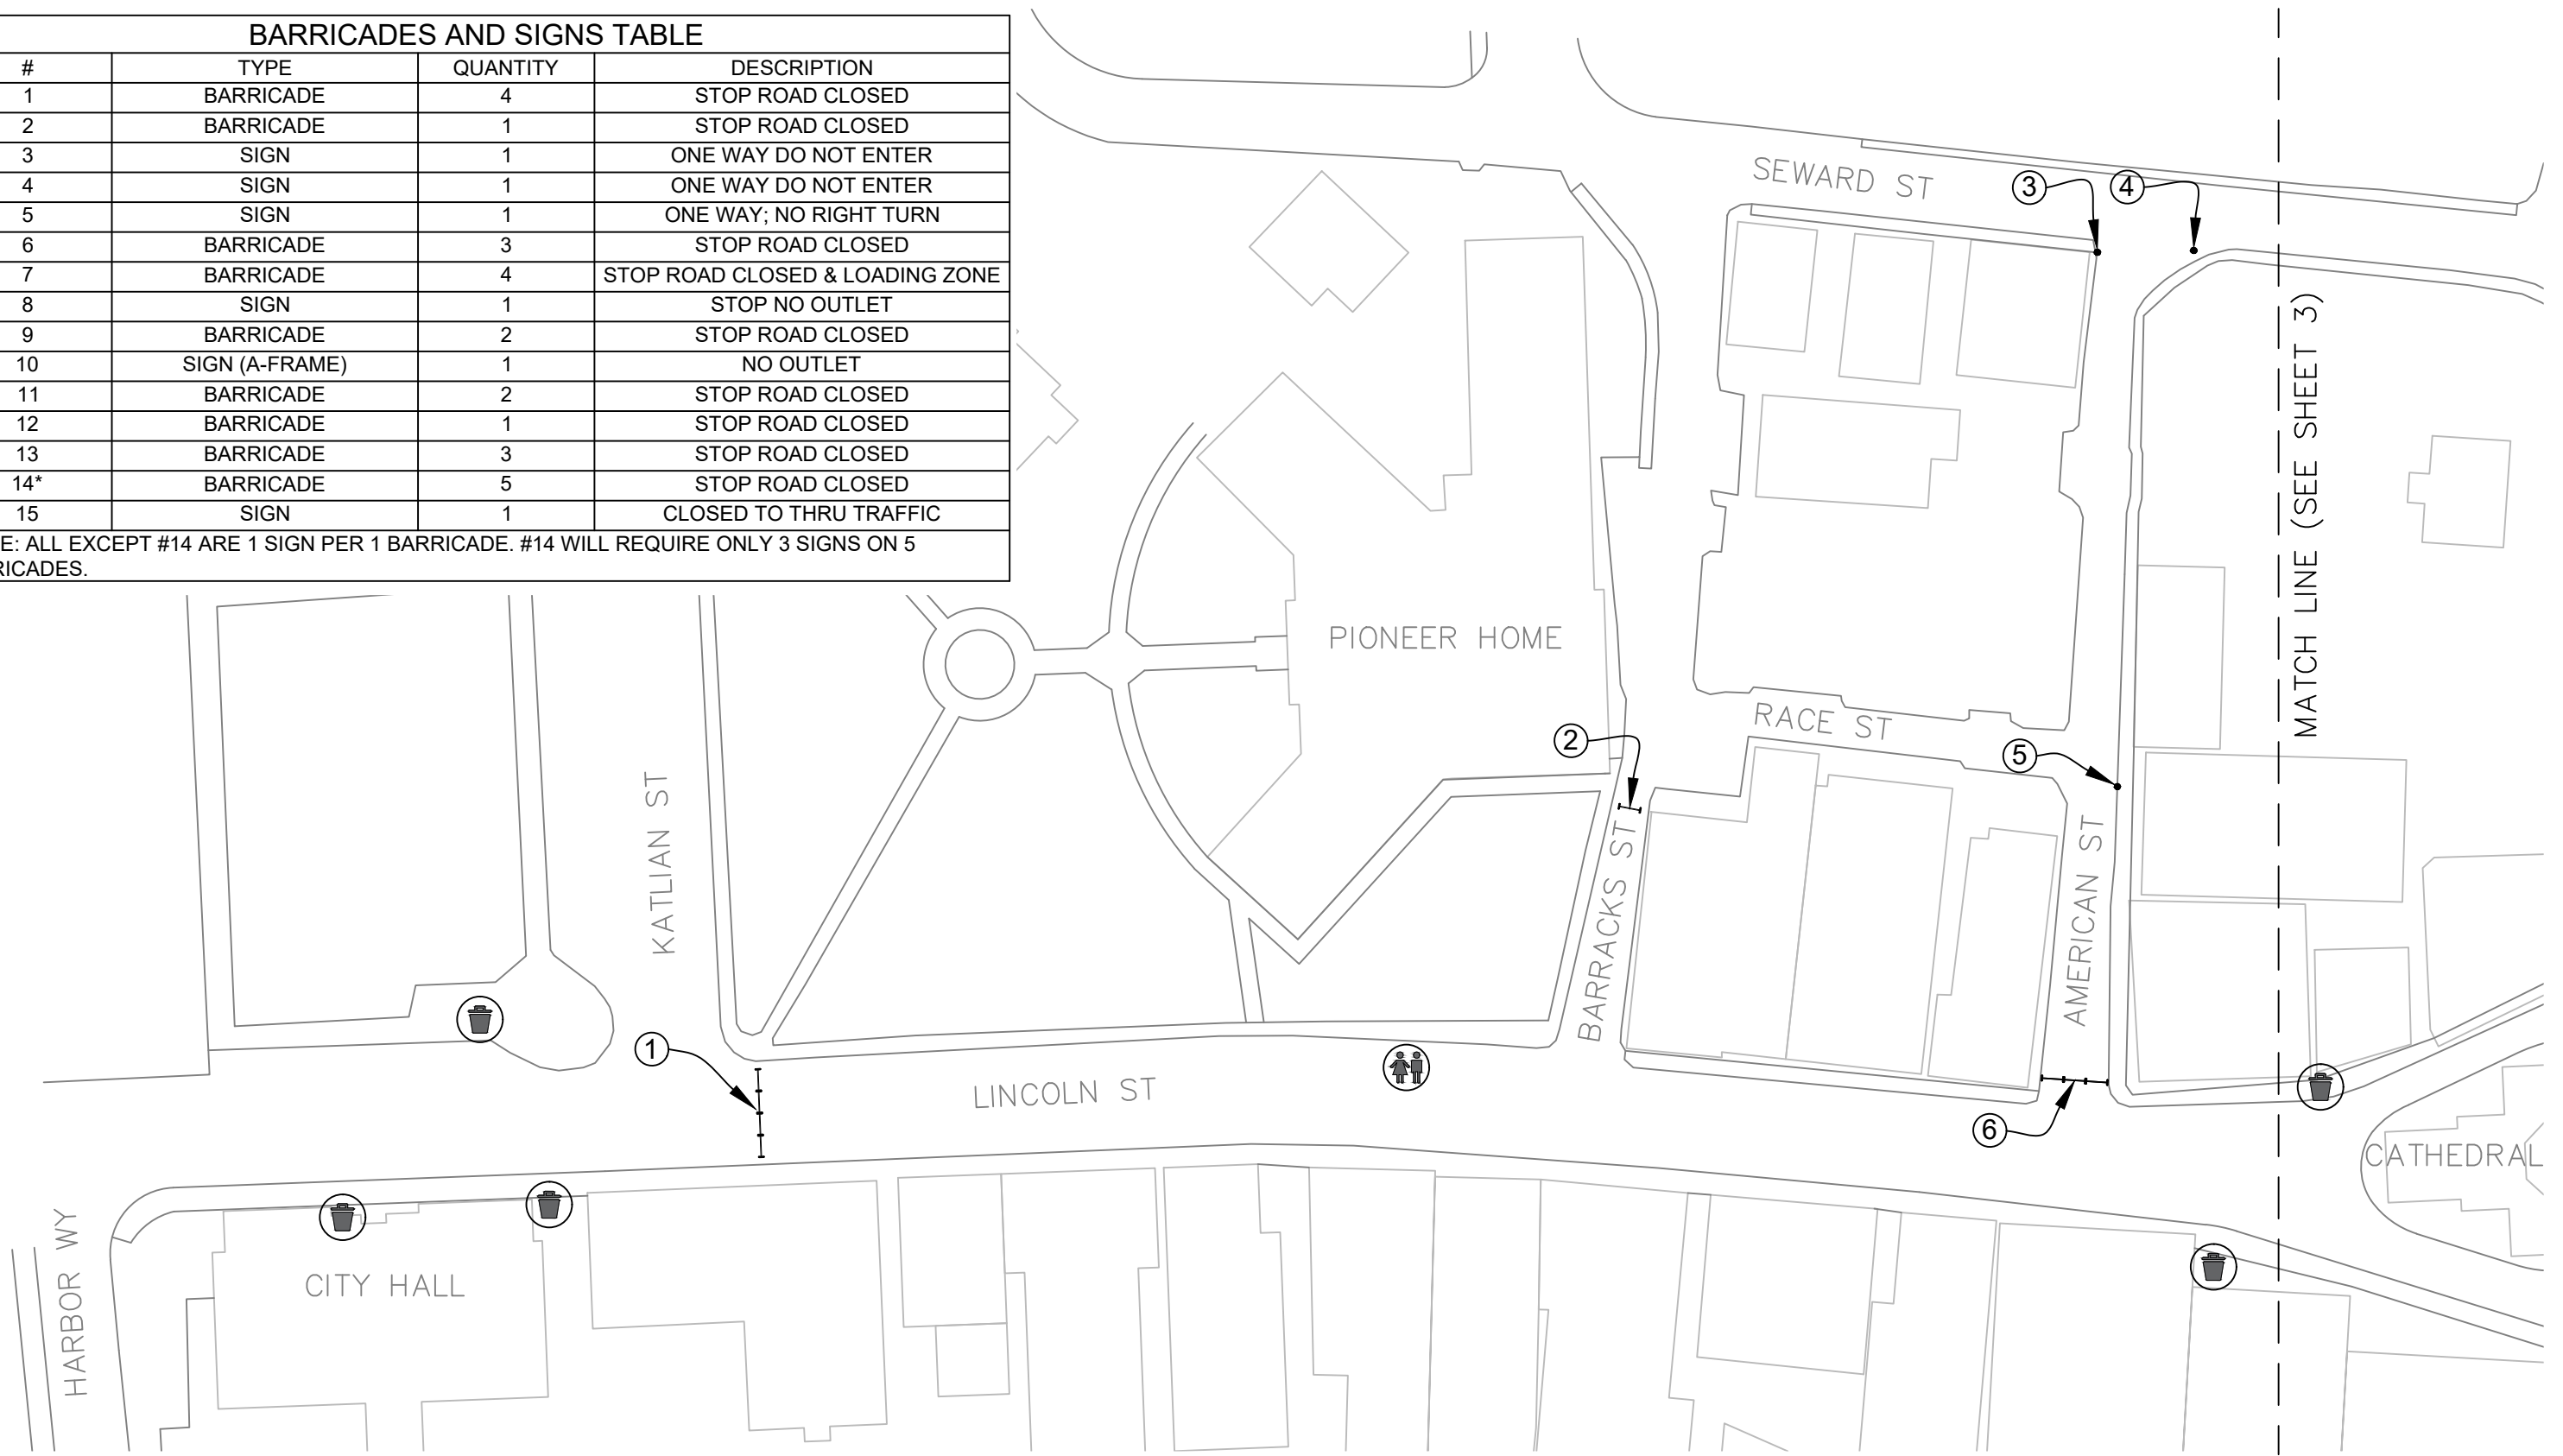 BARRICADES AND SIGNS TABLE
# TYPE QUANTITY DESCRIPTION
1 BARRICADE 4 STOP ROAD CLOSED
2 BARRICADE 1 STOP ROAD CLOSED
3 SIGN 1 ONE WAY DO NOT ENTER
4 SIGN 1 ONE WAY DO NOT ENTER
5 SIGN 1 ONE WAY; NO RIGHT TURN
6 BARRICADE 3 STOP ROAD CLOSED
7 BARRICADE 4 STOP ROAD CLOSED & LOADING ZONE
8 SIGN 1 STOP NO OUTLET
9 BARRICADE 2 STOP ROAD CLOSED
10 SIGN (A-FRAME) 1 NO OUTLET
11 BARRICADE 2 STOP ROAD CLOSED
12 BARRICADE 1 STOP ROAD CLOSED
13 BARRICADE 3 STOP ROAD CLOSED
14* BARRICADE 5 STOP ROAD CLOSED
15 SIGN 1 CLOSED TO THRU TRAFFIC
E: ALL EXCEPT #14 ARE 1 SIGN PER 1 BARRICADE. #14 WILL REQUIRE ONLY 3 SIGNS ON 5
RICADES.
SEWARD ST
3
4
MATCH LINE (SEE SHEET 3)
PIONEER HOME
RACE ST
2
5
KATLIAN ST
BARRACKS ST
AMERICAN ST
1
LINCOLN ST
6
CATHEDRAL
HARBOR WY
CITY HALL